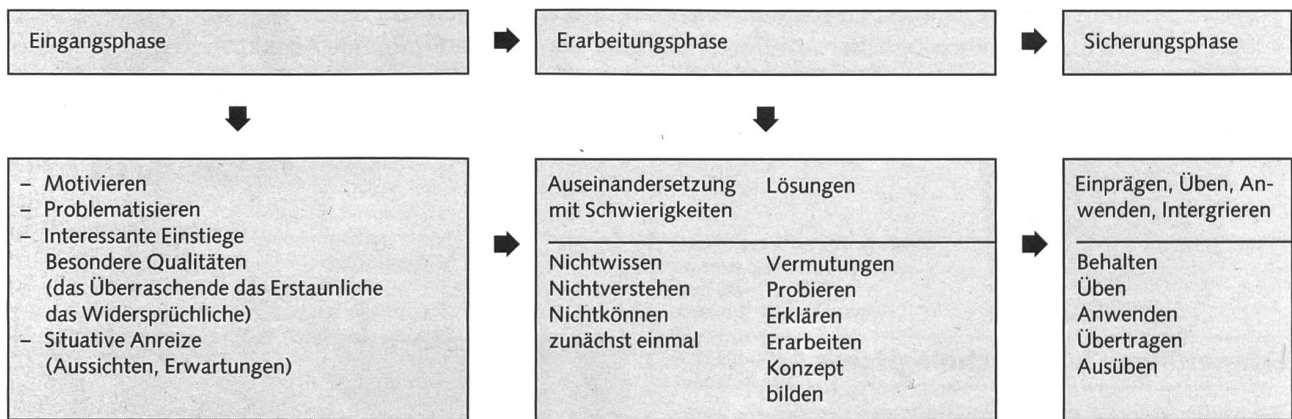 Eingangsphase
Erarbeitungsphase
Sicherungsphase
– Motivieren
– Problematisieren
– Interessante Einstiege
Besondere Qualitäten
(das Überraschende das Erstaunliche
das Widersprüchliche)
– Situative Anreize
(Aussichten, Erwartungen)
Auseinandersetzung
mit Schwierigkeiten
Lösungen
Nichtwissen
Nichtverstehen
Nichtkönnen
zunächst einmal
Vermutungen
Probieren
Erklären
Erarbeiten
Konzept
bilden
Einprägen, Üben, An-
wenden, Intergrieren
Behalten
Üben
Anwenden
Übertragen
Ausüben